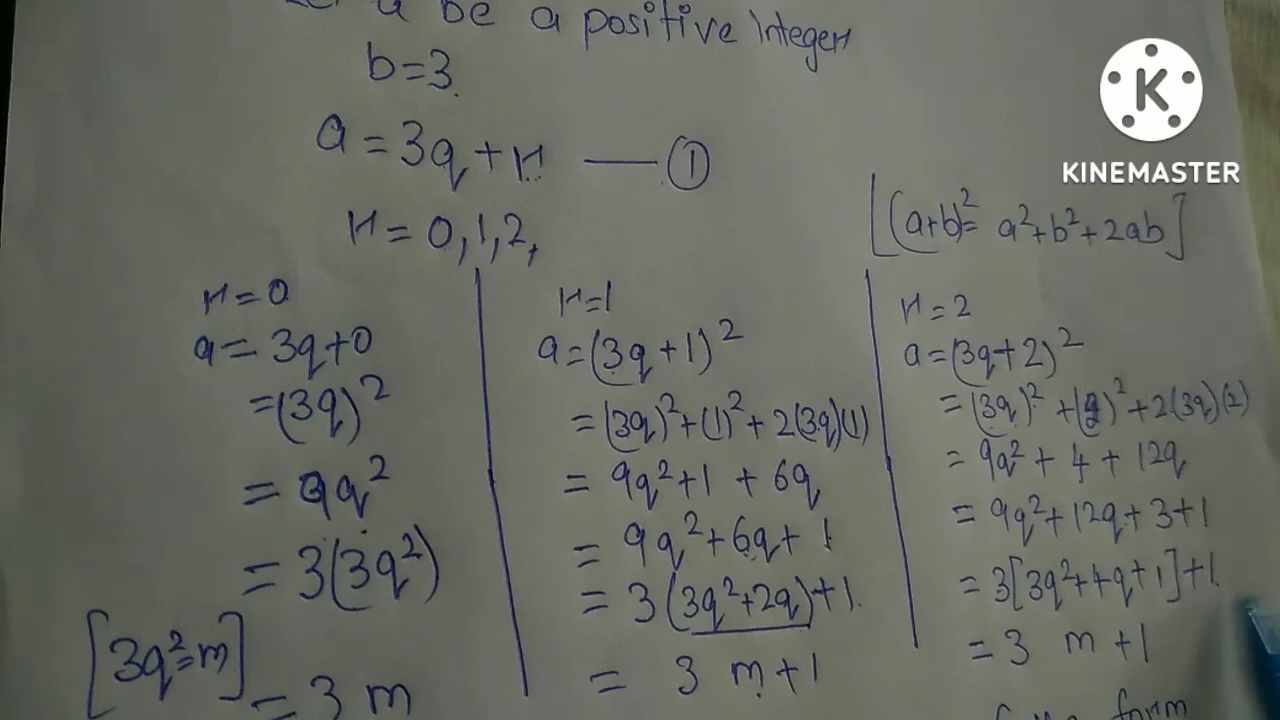 a be a positive Integer
b=3.
a = 3q + r — ①
r = 0,1,2,
K
KINEMASTER
[(a+b)²= a²+b²+2ab]
r = 0
a = 3q+0
=(3q)²
= 9q²
= 3(3q²)
[3q²=m]
= 3 m
r=1
a=(3q+1)²
=(3q)²+(1)²+2(3q)(1)
= 9q²+1 + 6q
= 9q²+6q+ 1
= 3(3q²+2q)+1.
= 3 m+1
r = 2
a=(3q+2)²
= (3q)²+(2)²+2(3q)(2)
= 9q² + 4 + 12q
= 9q²+12q+3+1
= 3[3q²+4q+1]+1.
= 3 m+1
form